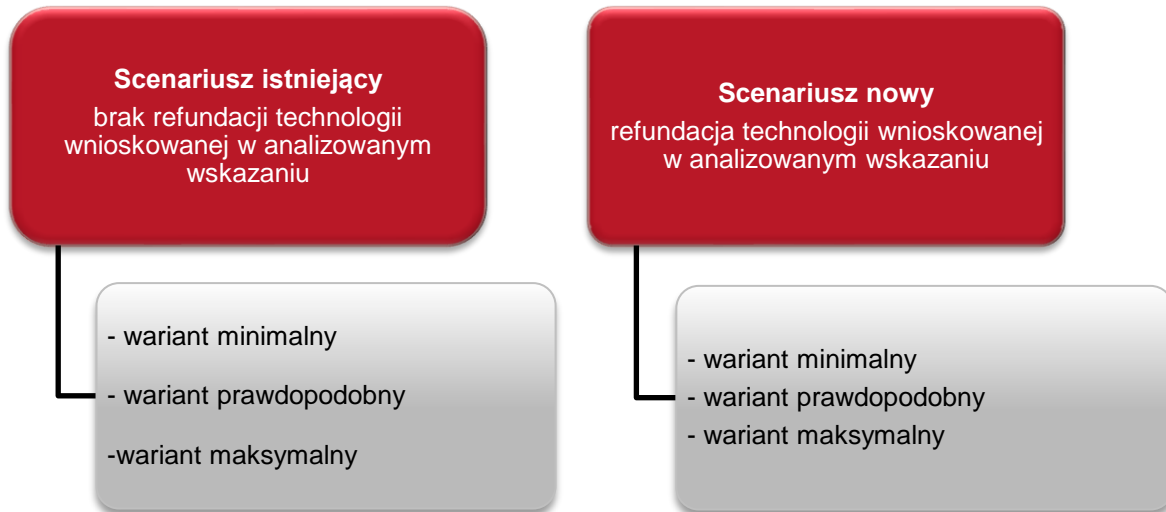 Scenariusz istniejący
brak refundacji technologii
wnioskowanej w analizowanym
wskazaniu
- wariant minimalny
- wariant prawdopodobny
-wariant maksymalny
Scenariusz nowy
refundacja technologii wnioskowanej
w analizowanym wskazaniu
- wariant minimalny
- wariant prawdopodobny
- wariant maksymalny